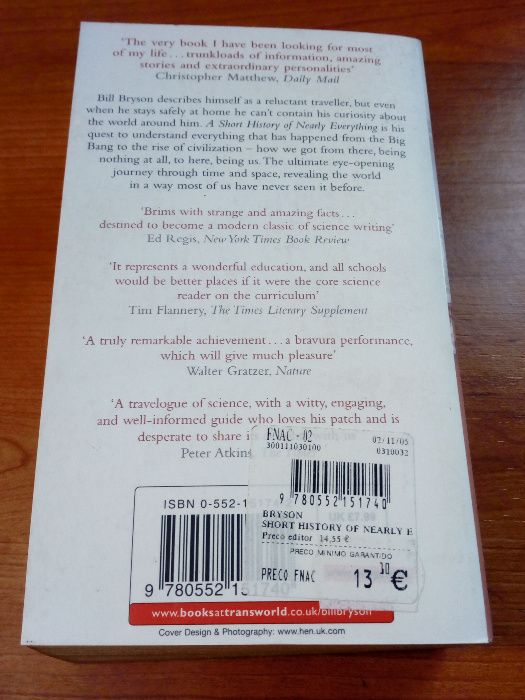 'The very book I have been looking for most
of my life...trunkloads of information, amazing
stories and extraordinary personalities'
Christopher Matthew, Daily Mail
Bill Bryson describes himself as a reluctant traveller, but even
when he stays safely at home he can't contain his curiosity about
the world around him. A Short History of Nearly Everything is his
quest to understand everything that has happened from the Big
Bang to the rise of civilization – how we got from there, being
nothing at all, to here, being us. The ultimate eye-opening
journey through time and space, revealing the world
in a way most of us have never seen it before.
'Brims with strange and amazing facts...
destined to become a modern classic of science writing'
Ed Regis, New York Times Book Review
'It represents a wonderful education, and all schools
would be better places if it were the core science
reader on the curriculum'
Tim Flannery, The Times Literary Supplement
'A truly remarkable achievement...a bravura performance,
which will give much pleasure'
Walter Gratzer, Nature
'A travelogue of science, with a witty, engaging,
and well-informed guide who loves his patch and is
desperate to share i
Peter Atkins,
FNAC - 02 02/11/05
300111030100 0310032
9 780552 151740
BRYSON
SHORT HISTORY OF NEARLY E
Preco editor 14,55 €
PRECO MINIMO GARANTIDO
PRECO FNAC 13 10 €
ISBN 0-552-1
9 780552 151740
www.booksattransworld.co.uk/billbryson
Cover Design & Photography: www.hen.uk.com